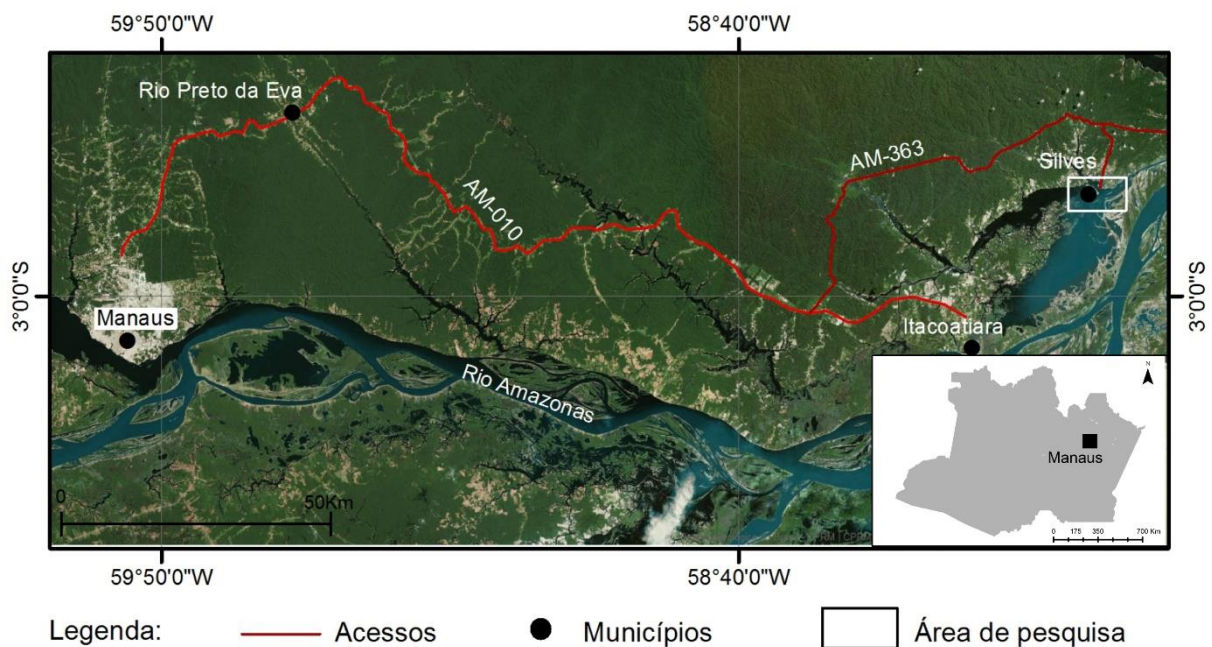 59°50'0"W
58°40'0"W
Rio Preto da Eva
AM-363
Silves
AM-010
3°0'0"S
3°0'0"S
Manaus
Itacoatiara
Rio Amazonas
N
Manaus
0
50Km
0 175 350 700 Km
59°50'0"W
58°40'0"W
Legenda:
Acessos
Municípios
Área de pesquisa